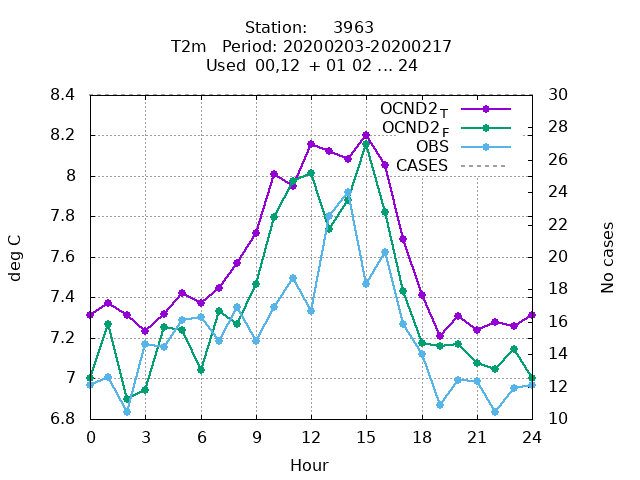 Station:     3963
T2m   Period: 20200203-20200217
Used  00,12  + 01 02 ... 24
8.4
8.2
8
7.8
7.6
7.4
7.2
7
6.8
deg C
30
28
26
24
22
20
18
16
14
12
10
No cases
OCND2_T
OCND2_F
OBS
CASES
0 3 6 9 12 15 18 21 24
Hour